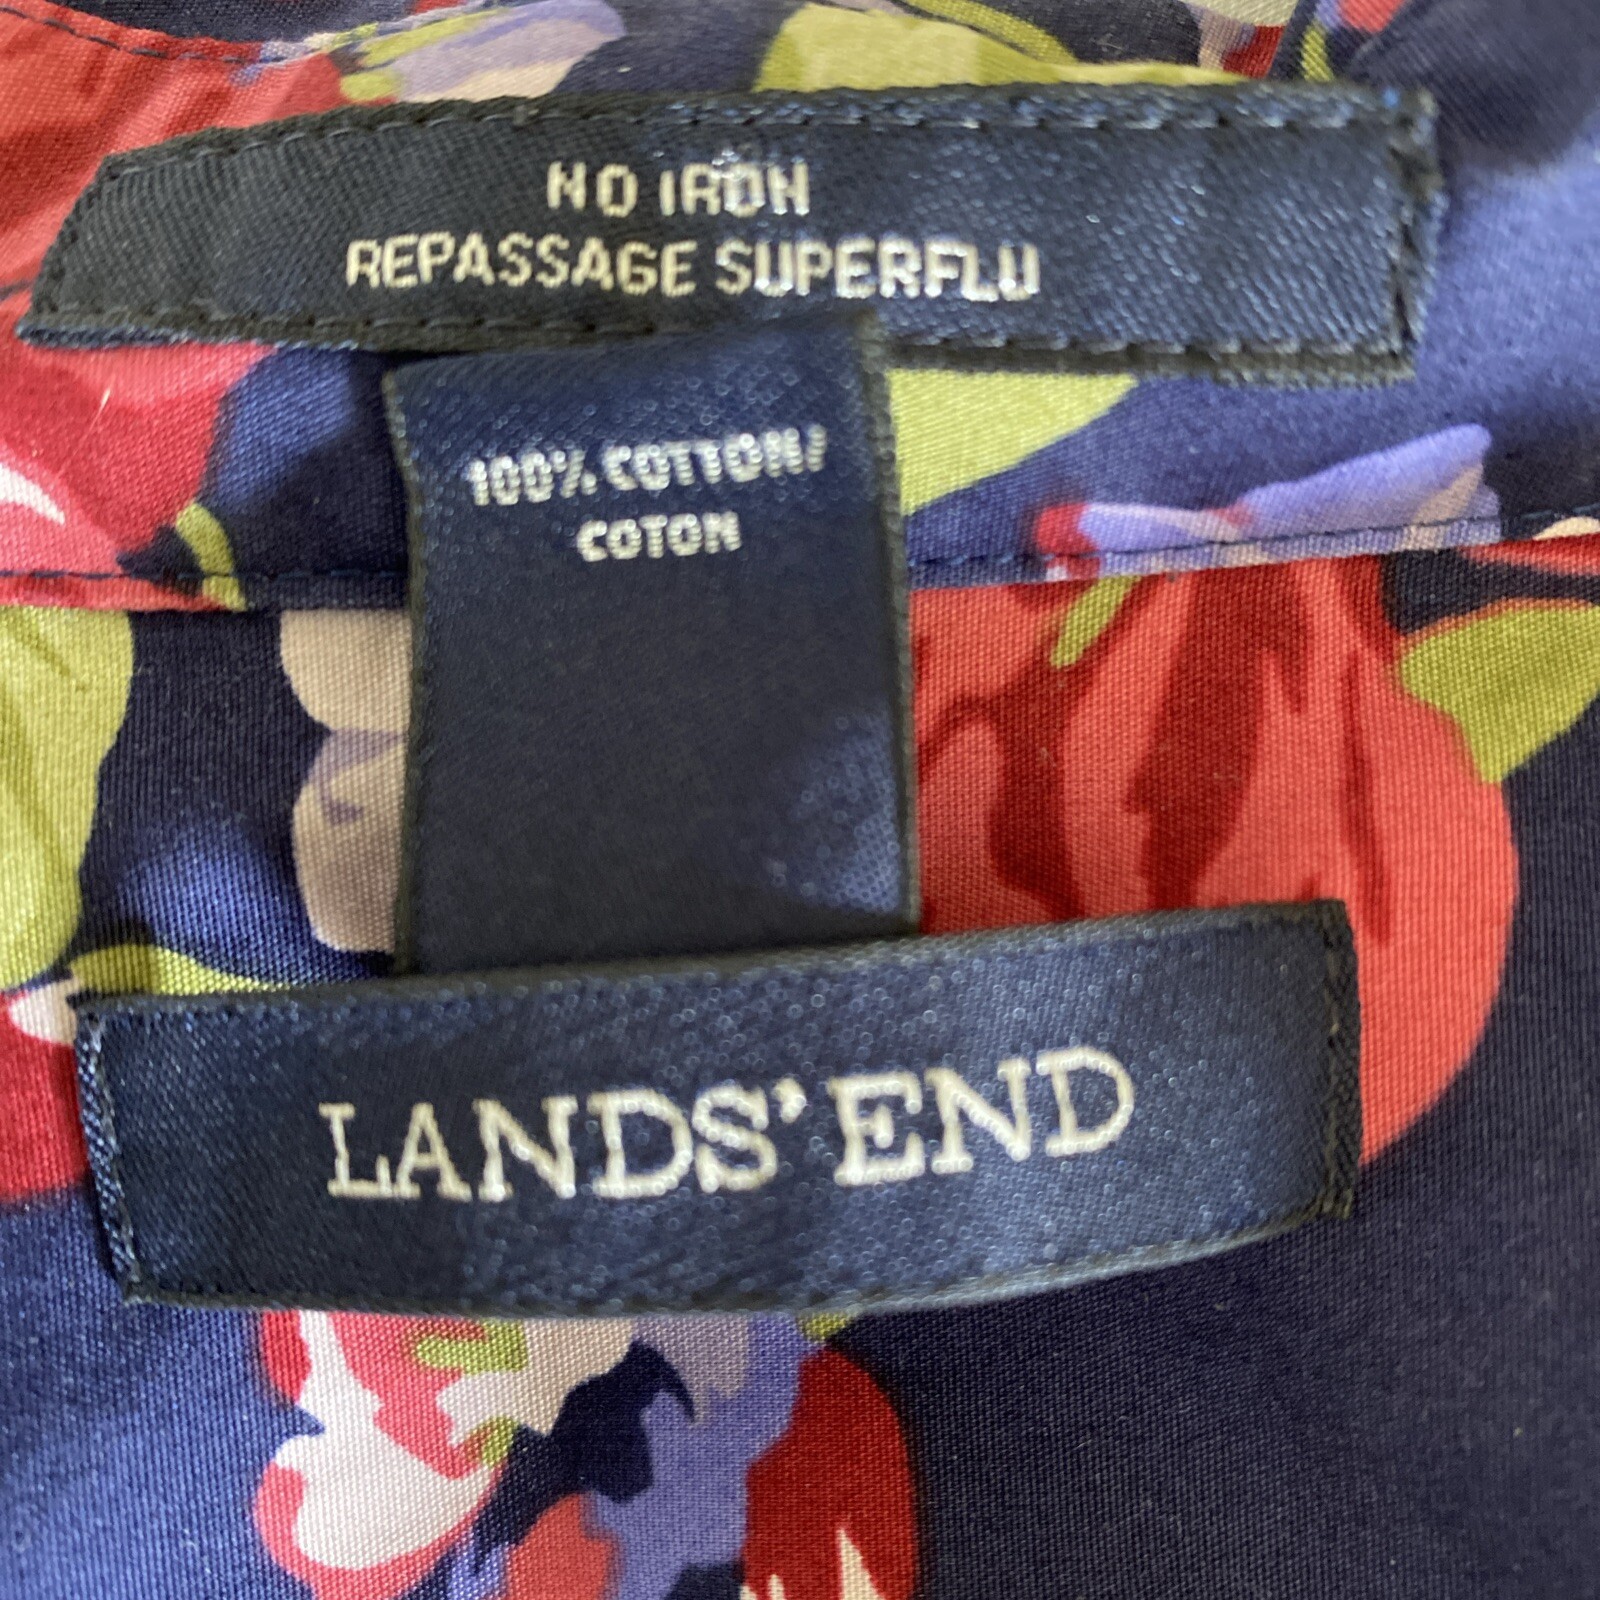 NO IRON
REPASSAGE SUPERFLU
100% COTTON/
COTON
LANDS' END